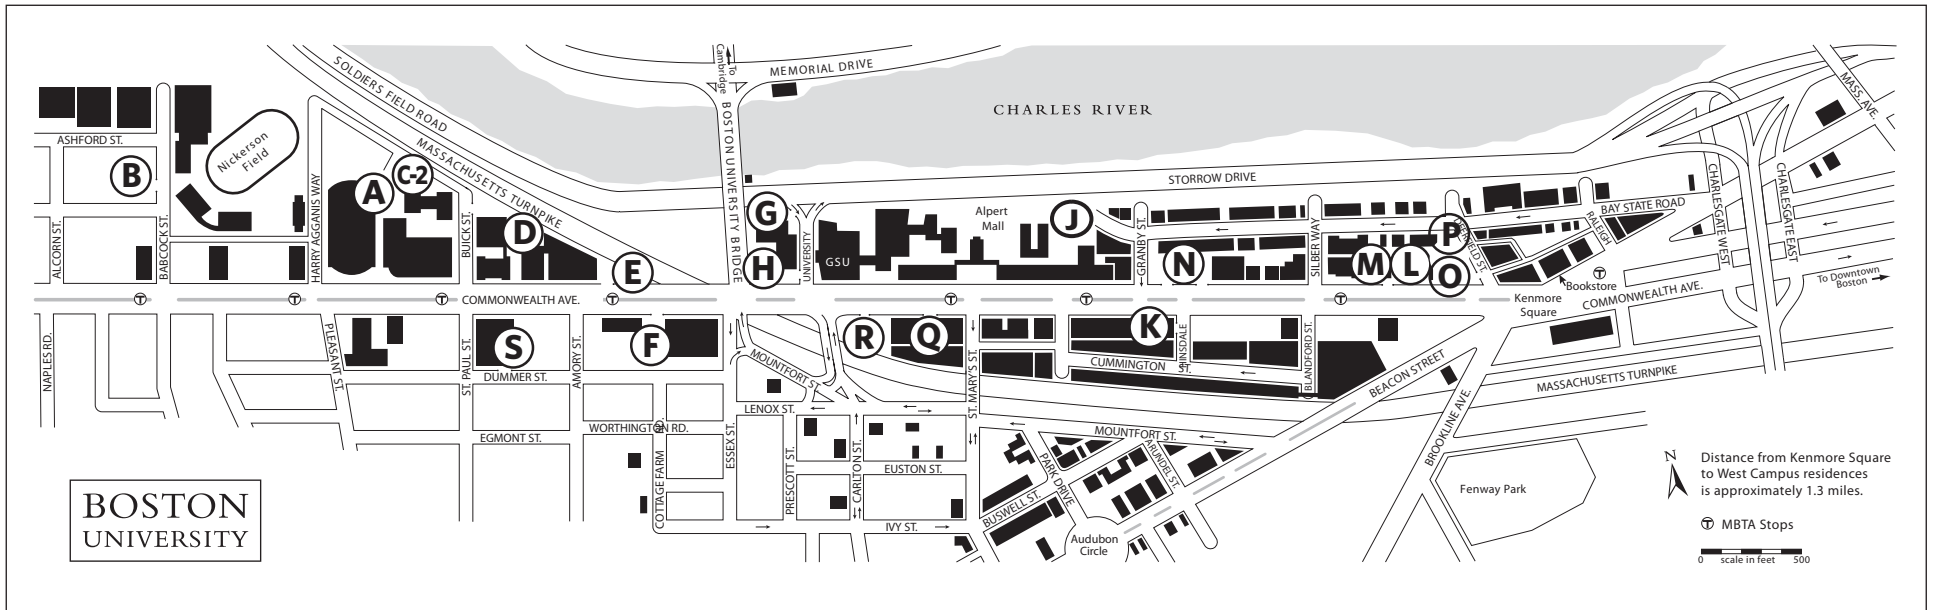 SOLDIERS FIELD ROAD
To
Cambridge
MEMORIAL DRIVE
CHARLES RIVER
MASS. AVE.
ASHFORD ST.
Nickerson
Field
MASSACHUSETTS TURNPIKE
BOSTON UNIVERSITY BRIDGE
STORROW DRIVE
CHARLESGATE WEST
CHARLESGATE EAST
B
A
C-2
G
D
E
H
J
N
M
L
P
O
ALCORN ST.
BABCOCK ST.
HARRY AGGANIS WAY
BUICK ST.
UNIVERSITY
GSU
Alpert
Mall
GRANBY ST.
SILBER WAY
DEERFIELD ST.
RALEIGH
BAY STATE ROAD
Bookstore
Kenmore
Square
To Downtown
Boston
T
T
T
COMMONWEALTH AVE.
T
T
T
T
T
COMMONWEALTH AVE.
NAPLES RD.
PLEASANT ST.
ST. PAUL ST.
S
AMORY ST.
F
R
Q
K
HINSDALE
ST.
BLANDFORD ST.
DUMMER ST.
MOUNTFORT ST.
ST. MARY'S ST.
CUMMINGTON
BEACON STREET
MASSACHUSETTS TURNPIKE
BROOKLINE AVE.
LENOX ST.
WORTHINGTON RD.
EGMONT ST.
COTTAGE FARM
RD.
ESSEX ST.
PRESCOTT ST.
CARLTON ST.
EUSTON ST.
IVY ST.
MOUNTFORT ST.
PARK DRIVE
ARUNDEL ST.
BUSWELL ST.
Audubon
Circle
Fenway Park
BOSTON
UNIVERSITY
N
Distance from Kenmore Square
to West Campus residences
is approximately 1.3 miles.
T MBTA Stops
0 scale in feet 500